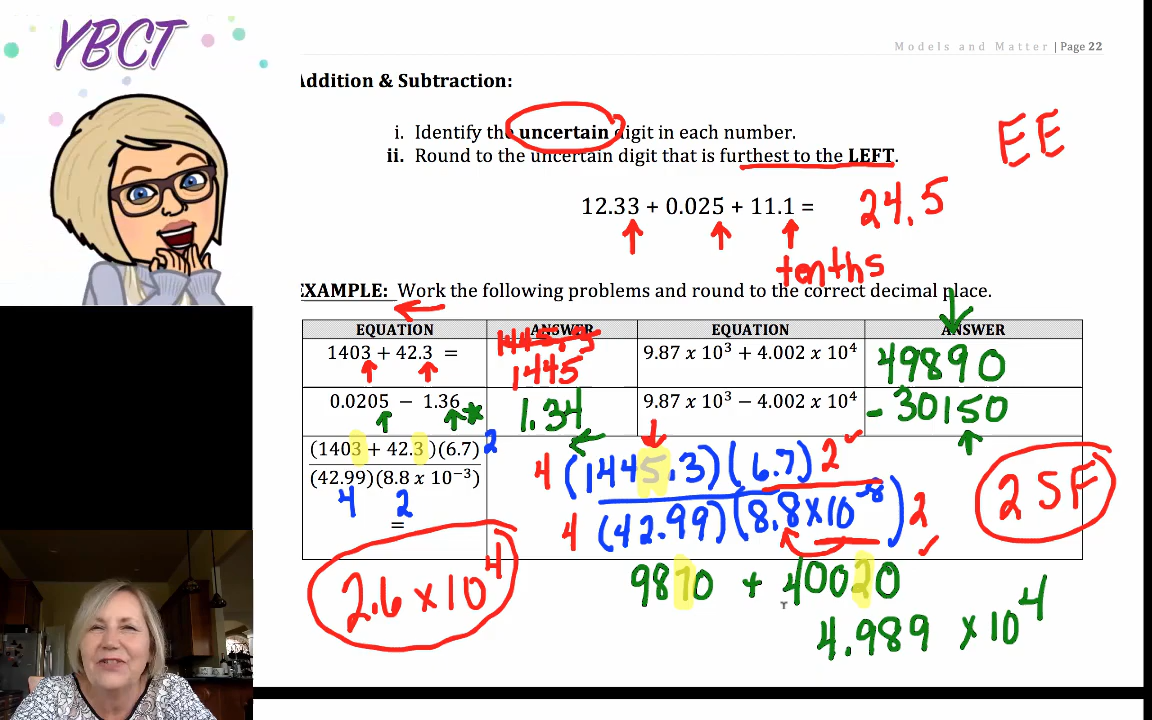 YBCT
Models and Matter | Page 22
Addition & Subtraction:
EE
i. Identify the uncertain digit in each number.
ii. Round to the uncertain digit that is furthest to the LEFT.
12.33 + 0.025 + 11.1 = 24.5
tenths
EXAMPLE: Work the following problems and round to the correct decimal place.
EQUATION ANSWER EQUATION ANSWER
1403 + 42.3 = 1445.3 1445 9.87 x 10³ + 4.002 x 10⁴ 49890
0.0205 − 1.36 * 1.34 9.87 x 10³ − 4.002 x 10⁴ - 30150
(1403 + 42.3)(6.7) 2
(42.99)(8.8 x 10⁻³)
4 2
=
4 (1445.3)(6.7) 2
4 (42.99)(8.8 x 10 ) 2
2 SF
2.6 x 10⁴
9870 + 40020
4.989 x 10⁴